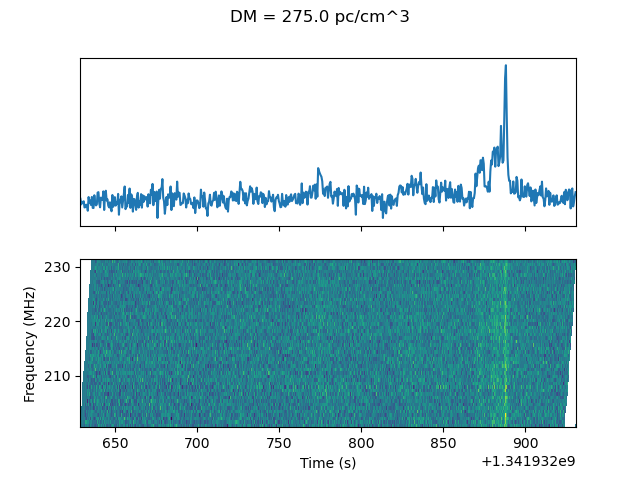 DM = 275.0 pc/cm^3
230
220
210
Frequency (MHz)
650 700 750 800 850 900
Time (s)
+1.341932e9